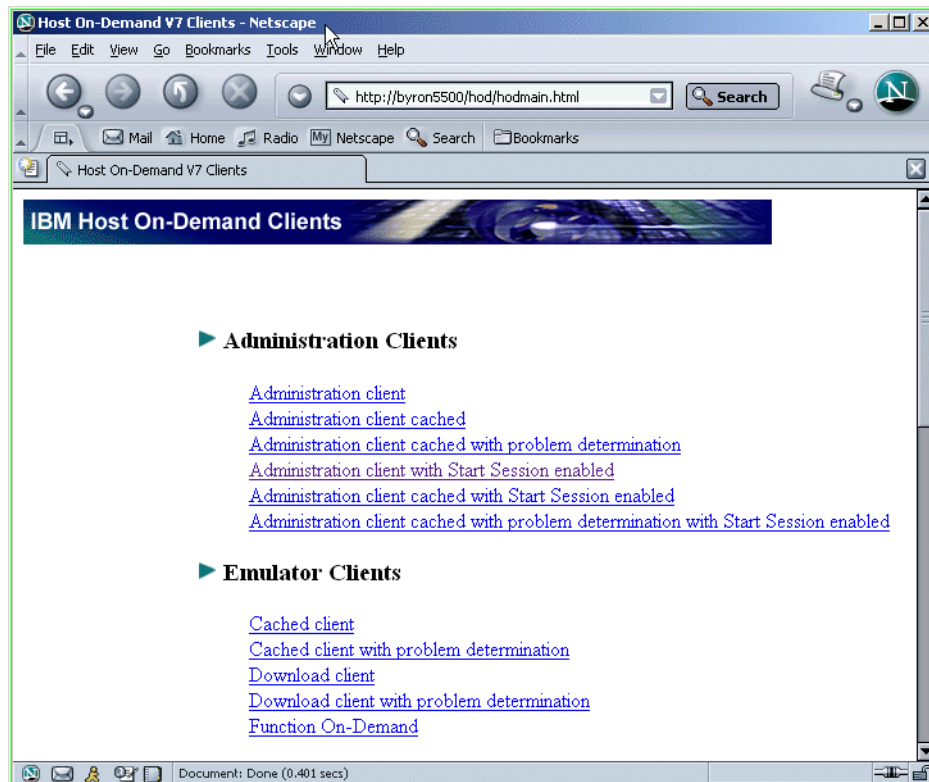 Host On-Demand V7 Clients - Netscape
File Edit View Go Bookmarks Tools Window Help
http://byron5500/hod/hodmain.html Search N
Mail Home Radio My Netscape Search Bookmarks
Host On-Demand V7 Clients
IBM Host On-Demand Clients
Administration Clients
Administration client
Administration client cached
Administration client cached with problem determination
Administration client with Start Session enabled
Administration client cached with Start Session enabled
Administration client cached with problem determination with Start Session enabled
Emulator Clients
Cached client
Cached client with problem determination
Download client
Download client with problem determination
Function On-Demand
Document: Done (0.401 secs)